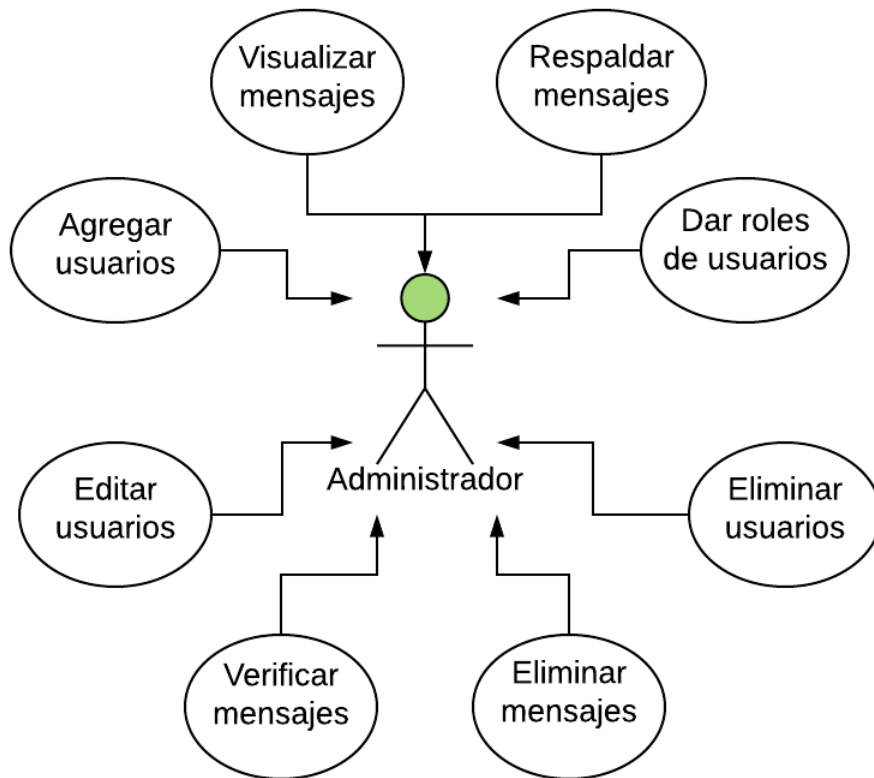 Visualizar
mensajes
Respaldar
mensajes
Agregar
usuarios
Dar roles
de usuarios
Administrador
Editar
usuarios
Eliminar
usuarios
Verificar
mensajes
Eliminar
mensajes